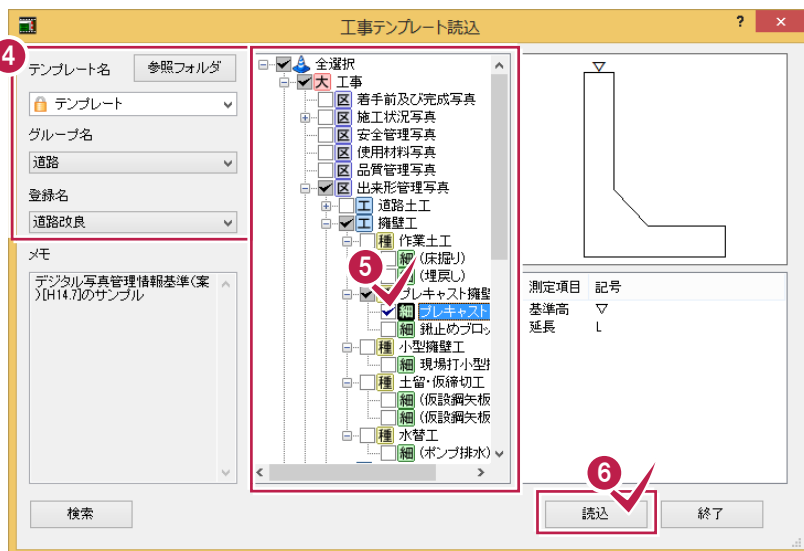 工事テンプレート読込
?
×
4
テンプレート名
参照フォルダ
テンプレート
グループ名
道路
登録名
道路改良
メモ
デジタル写真管理情報基準(案
)[H14.7]のサンプル
検索
全選択
大 工事
区 着手前及び完成写真
区 施工状況写真
区 安全管理写真
区 使用材料写真
区 品質管理写真
区 出来形管理写真
工 道路土工
工 擁壁工
種 作業土工
細 (床掘り)
5
細 (埋戻し)
プレキャスト擁壁
細 プレキャスト
細 鍬止めブロッ
種 小型擁壁工
細 現場打小型擁
種 土留・仮締切工
細 (仮設鋼矢板
細 (仮設鋼矢板
種 水替工
細 (ポンプ排水)
測定項目 記号
基準高 ▽
延長 L
6
読込
終了